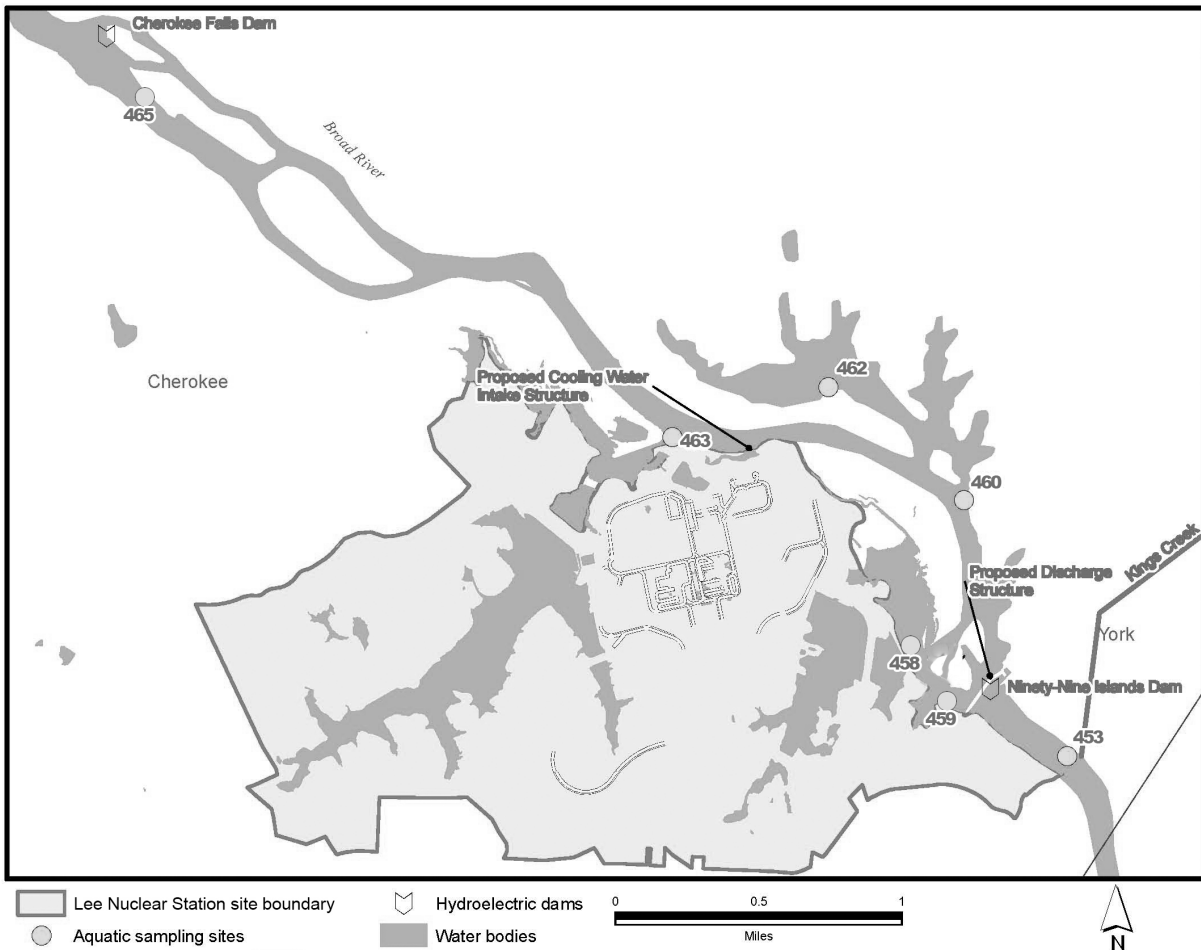 Cherokee Falls Dam
465
Broad River
Cherokee
462
Proposed Cooling Water
Intake Structure
463
460
Kings Creek
Proposed Discharge
Structure
York
458
Ninety-Nine Islands Dam
459
453
Lee Nuclear Station site boundary
Hydroelectric dams
0 0.5 1
Aquatic sampling sites
Water bodies
Miles
N